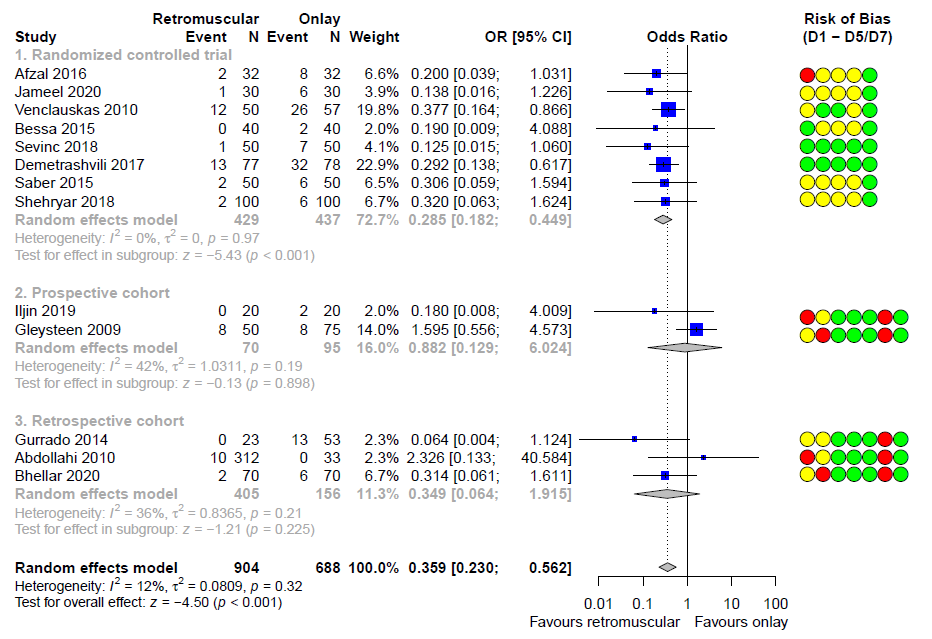 Retromuscular Onlay Risk of Bias
Study Event N Event N Weight OR [95% CI] Odds Ratio (D1 − D5/D7)
1. Randomized controlled trial
Afzal 2016 2 32 8 32 6.6% 0.200 [0.039; 1.031]
Jameel 2020 1 30 6 30 3.7% 0.138 [0.016; 1.226]
Venclauskas 2010 12 50 26 57 19.8% 0.377 [0.164; 0.866]
Bessa 2015 0 40 2 40 2.0% 0.190 [0.009; 4.088]
Sevinc 2018 1 50 7 50 4.1% 0.125 [0.015; 1.060]
Demetrashvili 2017 13 77 32 78 22.9% 0.292 [0.138; 0.617]
Saber 2015 2 50 6 50 6.5% 0.306 [0.059; 1.594]
Shehryar 2018 2 100 6 100 6.7% 0.320 [0.063; 1.624]
Random effects model 429 437 72.7% 0.285 [0.182; 0.449]
Heterogeneity: I² = 0%, τ² = 0, p = 0.97
Test for effect in subgroup: z = −5.43 (p < 0.001)
2. Prospective cohort
Iljin 2019 0 20 2 20 2.0% 0.180 [0.008; 4.009]
Gleysteen 2009 8 50 8 75 14.0% 1.595 [0.556; 4.573]
Random effects model 70 95 16.0% 0.882 [0.129; 6.024]
Heterogeneity: I² = 42%, τ² = 1.0311, p = 0.19
Test for effect in subgroup: z = −0.13 (p = 0.898)
3. Retrospective cohort
Gurrado 2014 0 23 13 53 2.3% 0.064 [0.004; 1.124]
Abdollahi 2010 10 312 0 33 2.3% 2.326 [0.133; 40.584]
Bhellar 2020 2 70 6 70 6.7% 0.314 [0.061; 1.611]
Random effects model 405 156 11.3% 0.349 [0.064; 1.915]
Heterogeneity: I² = 36%, τ² = 0.8365, p = 0.21
Test for effect in subgroup: z = −1.21 (p = 0.225)
Random effects model 904 688 100.0% 0.359 [0.230; 0.562]
Heterogeneity: I² = 12%, τ² = 0.0809, p = 0.32
Test for overall effect: z = −4.50 (p < 0.001)
0.01 0.1 1 10 100
Favours retromuscular Favours onlay